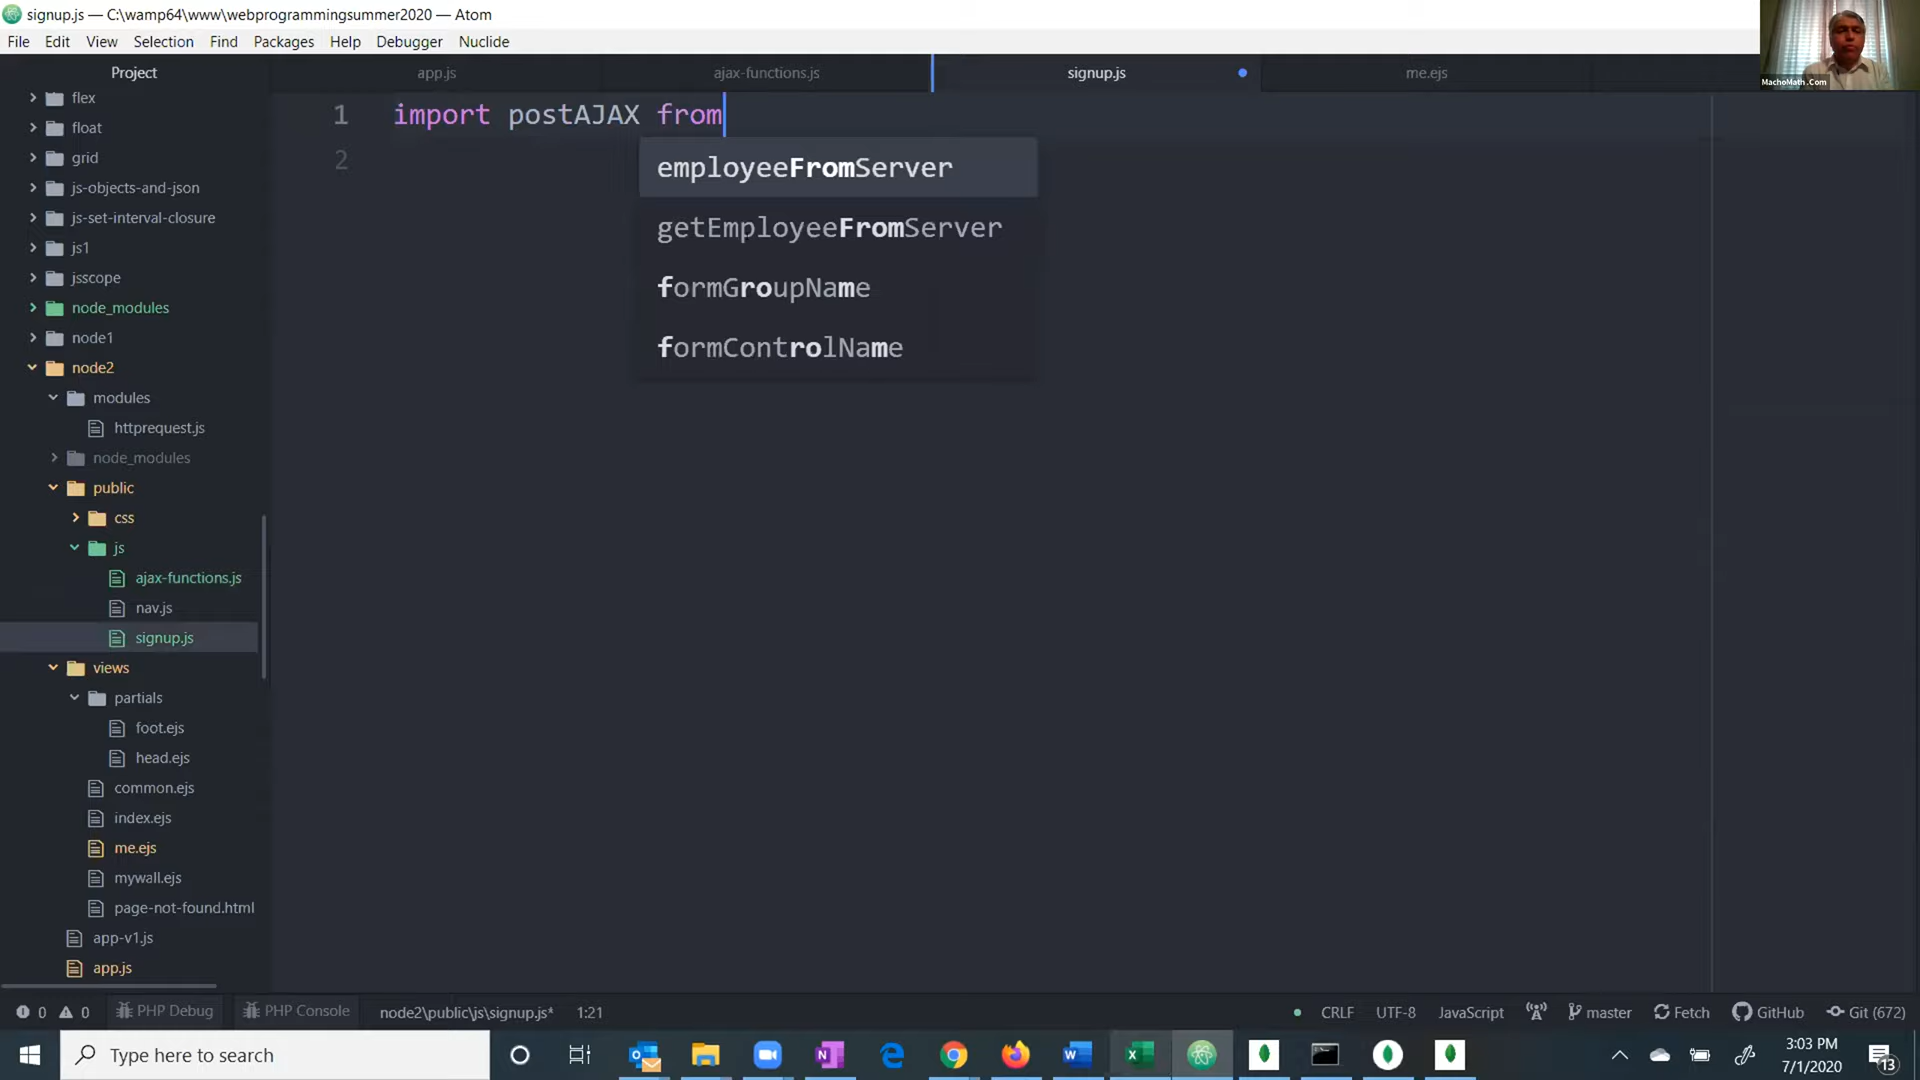 signup.js — C:\wamp64\www\webprogrammingsummer2020 — Atom
File Edit View Selection Find Packages Help Debugger Nuclide
MachoMath.Com
Project
app.js ajax-functions.js signup.js me.ejs
flex
float
grid
js-objects-and-json
js-set-interval-closure
js1
jsscope
node_modules
node1
node2
modules
httprequest.js
node_modules
public
css
js
ajax-functions.js
nav.js
signup.js
views
partials
foot.ejs
head.ejs
common.ejs
index.ejs
me.ejs
mywall.ejs
page-not-found.html
app-v1.js
app.js
1 import postAJAX from
2
employeeFromServer
getEmployeeFromServer
formGroupName
formControlName
0 0 PHP Debug PHP Console node2\public\js\signup.js* 1:21 CRLF UTF-8 JavaScript master Fetch GitHub Git (672)
Type here to search
3:03 PM
7/1/2020
13